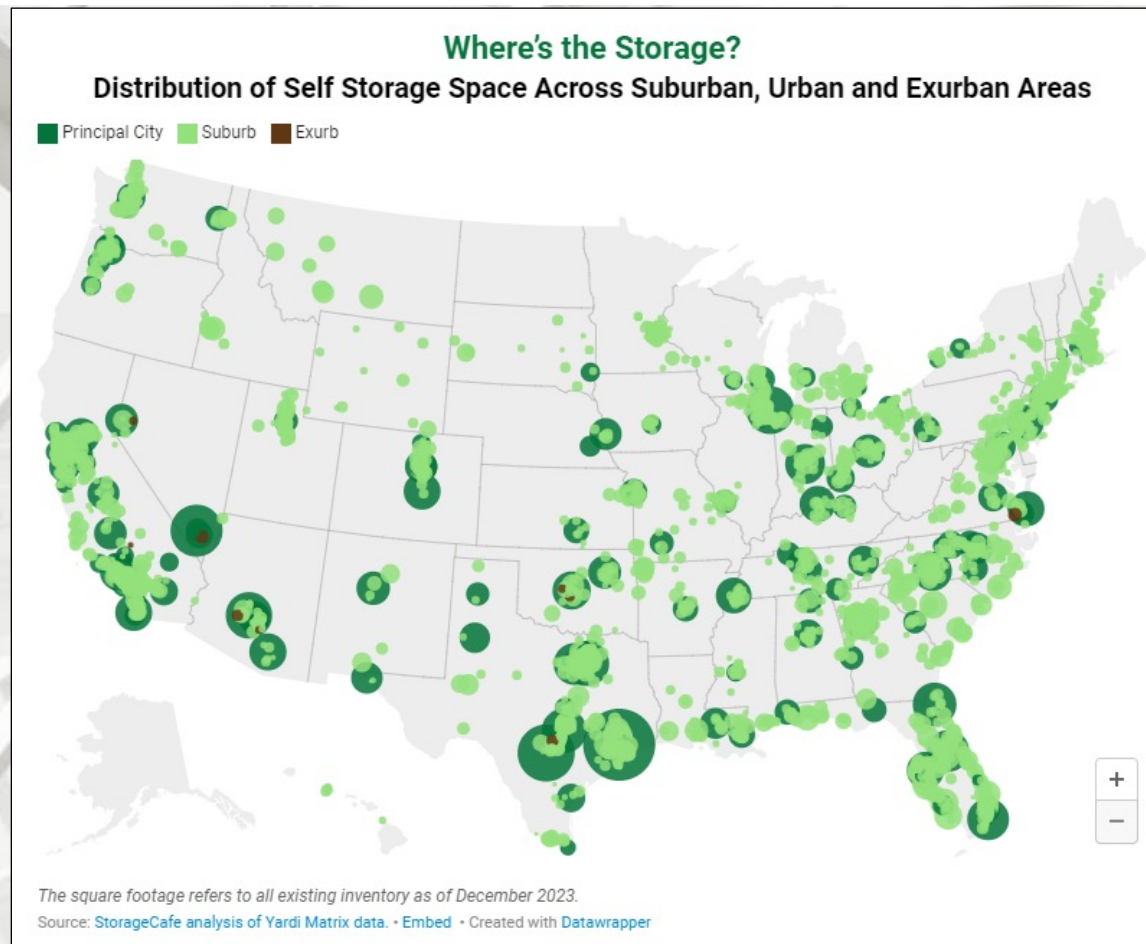 Where's the Storage?
Distribution of Self Storage Space Across Suburban, Urban and Exurban Areas
Principal City Suburb Exurb
+
−
The square footage refers to all existing inventory as of December 2023.
Source: StorageCafe analysis of Yardi Matrix data. • Embed • Created with Datawrapper